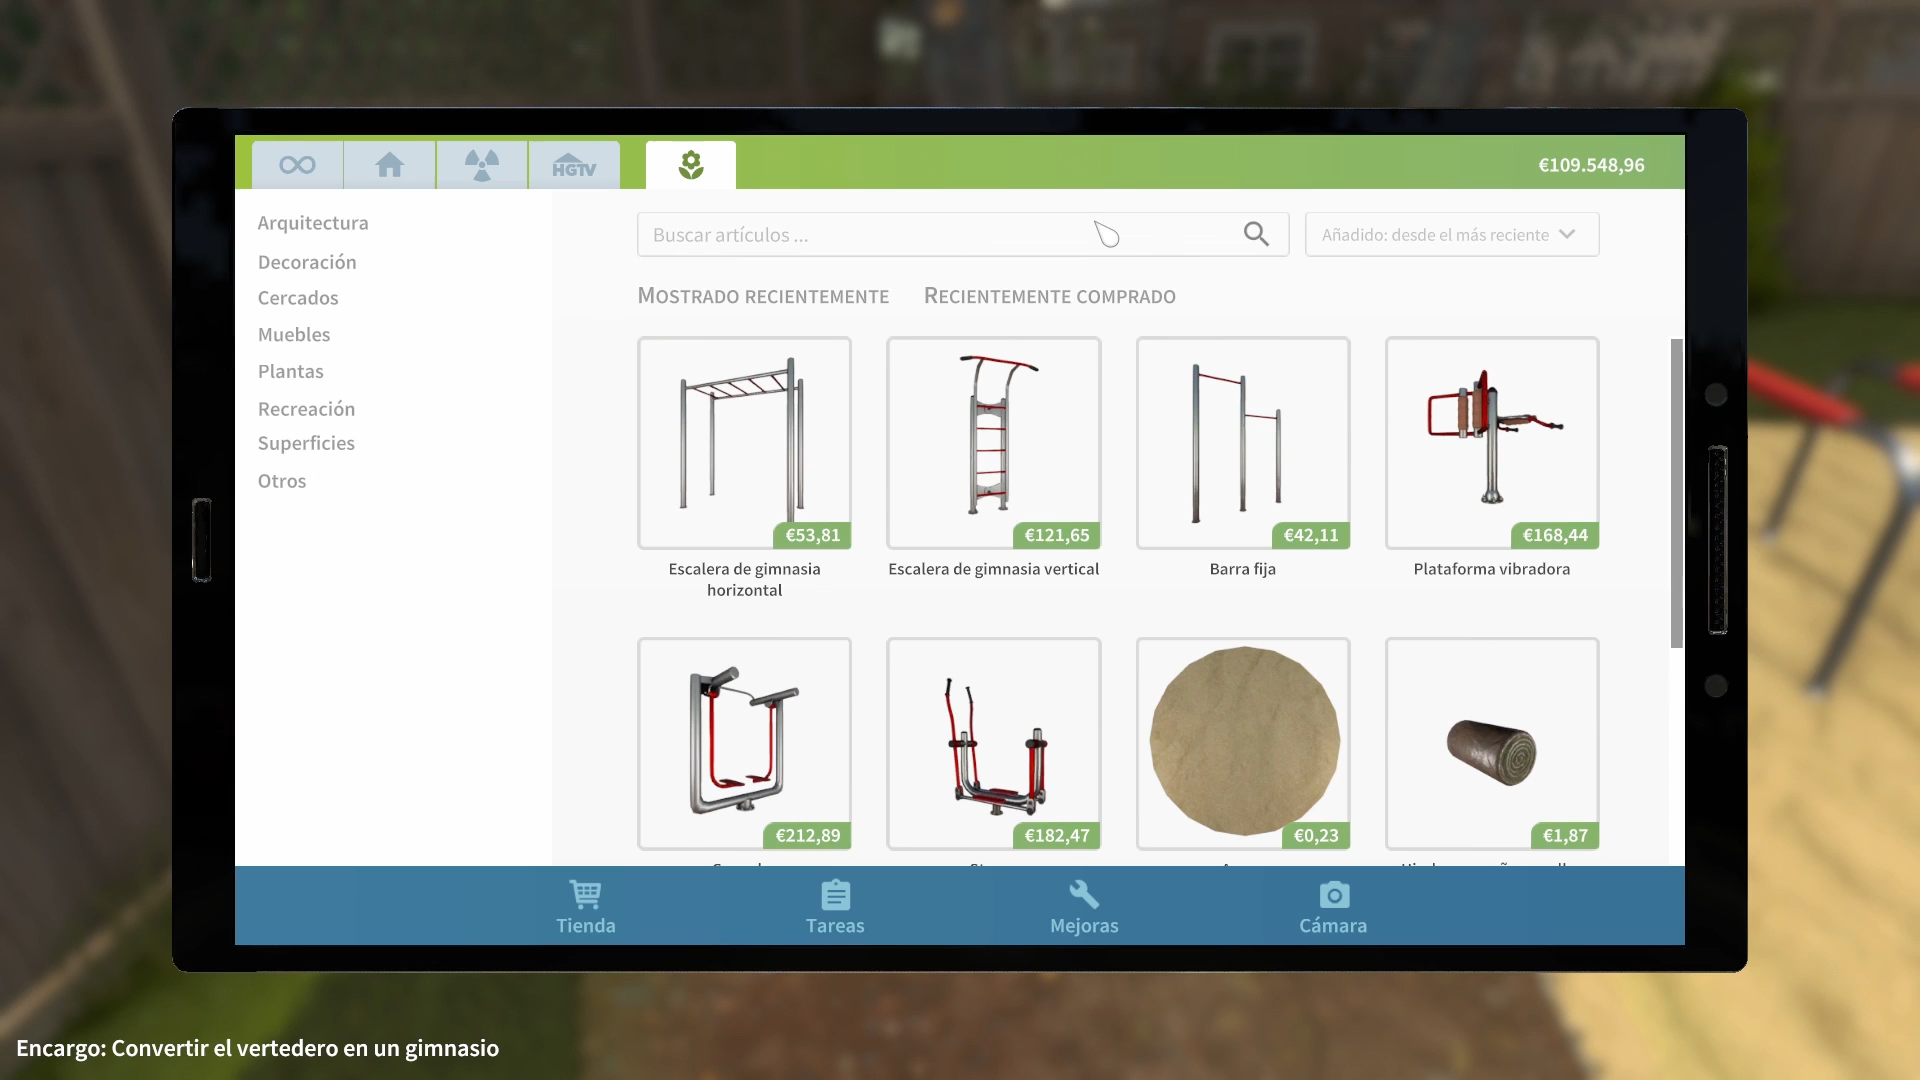 HGTV
€109.548,96
Arquitectura
Decoración
Cercados
Muebles
Plantas
Recreación
Superficies
Otros
Buscar artículos ...
Añadido: desde el más reciente
MOSTRADO RECIENTEMENTE
RECIENTEMENTE COMPRADO
€53,81
€121,65
€42,11
€168,44
Escalera de gimnasia
horizontal
Escalera de gimnasia vertical
Barra fija
Plataforma vibradora
€212,89
€182,47
€0,23
€1,87
Tienda
Tareas
Mejoras
Cámara
Encargo: Convertir el vertedero en un gimnasio